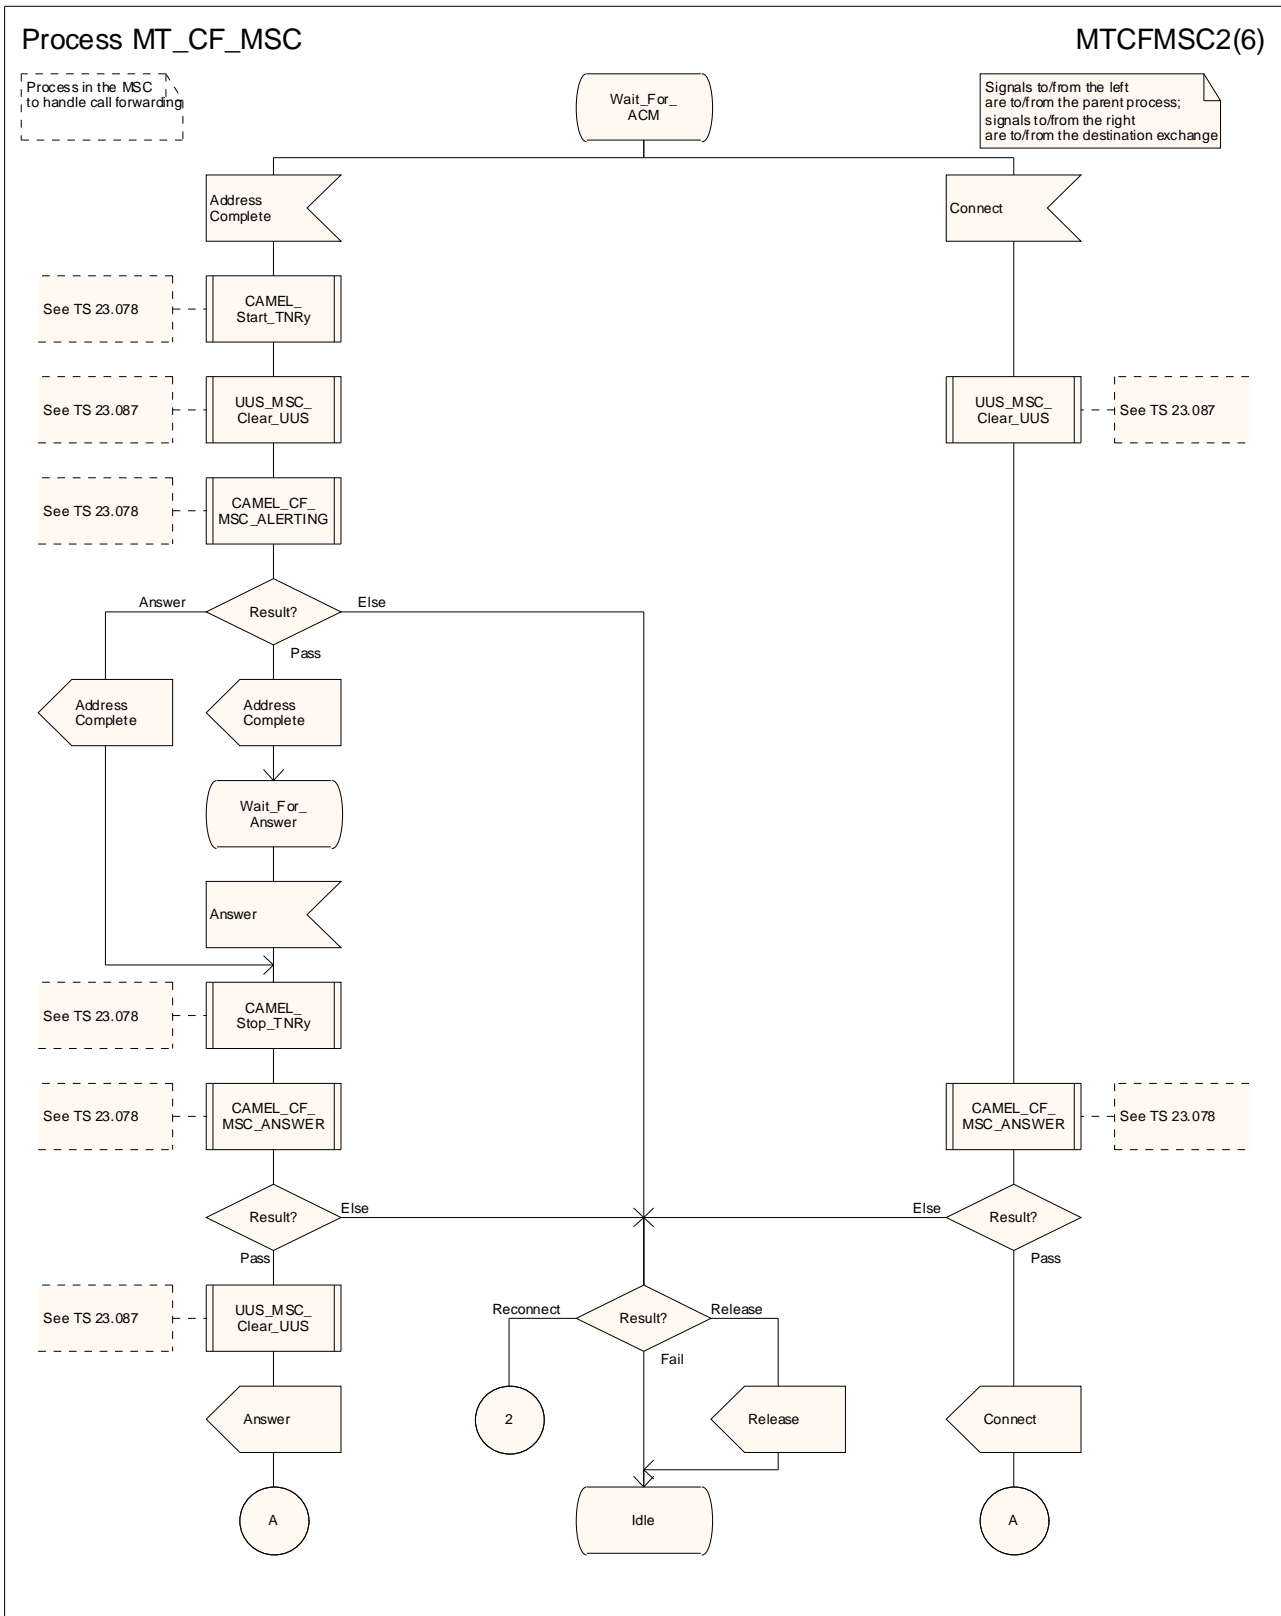 Process MT_CF_MSC
MTCFMSC2(6)
Process in the MSC
to handle call forwarding
Wait_For_
ACM
Signals to/from the left
are to/from the parent process;
signals to/from the right
are to/from the destination exchange
Address
Complete
Connect
See TS 23.078
CAMEL_
Start_TNRy
See TS 23.087
UUS_MSC_
Clear_UUS
UUS_MSC_
Clear_UUS
See TS 23.087
See TS 23.078
CAMEL_CF_
MSC_ALERTING
Answer
Result?
Else
Pass
Address
Complete
Address
Complete
Wait_For_
Answer
Answer
See TS 23.078
CAMEL_
Stop_TNRy
See TS 23.078
CAMEL_CF_
MSC_ANSWER
CAMEL_CF_
MSC_ANSWER
See TS 23.078
Result?
Else
Else
Result?
Pass
Pass
See TS 23.087
UUS_MSC_
Clear_UUS
Reconnect
Result?
Release
Fail
Answer
2
Release
Connect
A
Idle
A